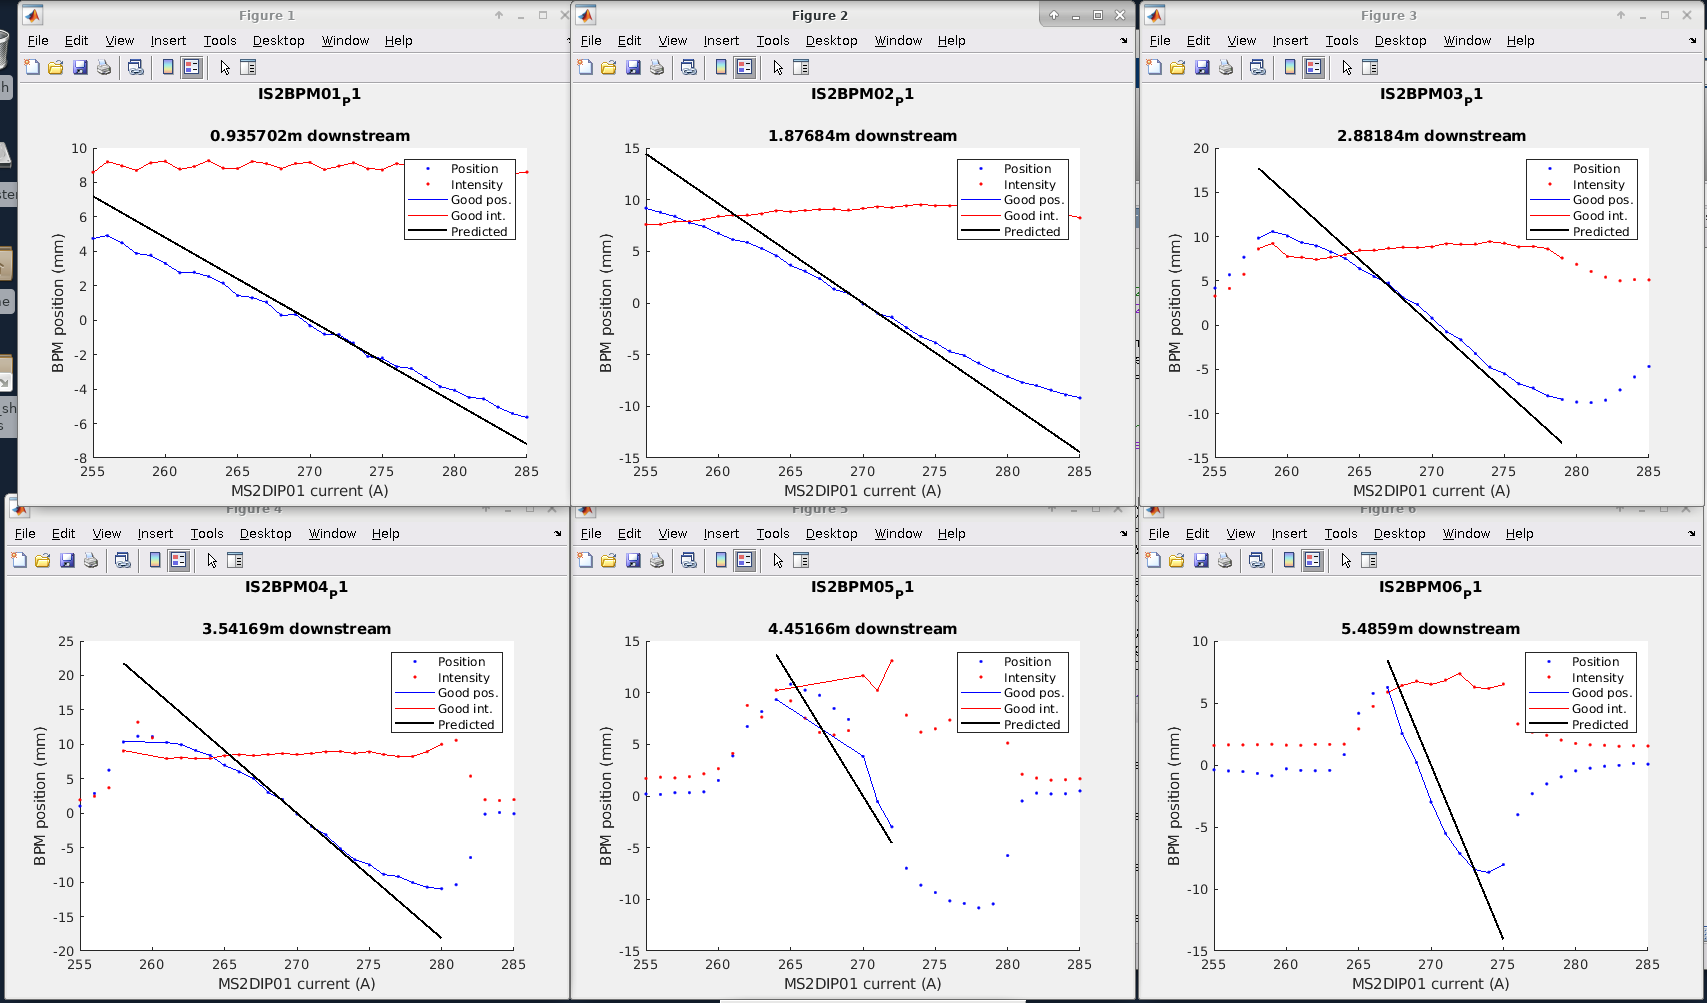 Figure 1
File Edit View Insert Tools Desktop Window Help
IS2BPM01P1
0.935702m downstream
10
8
6
4
2
0
-2
-4
-6
-8
BPM position (mm)
Position
Intensity
Good pos.
Good int.
Predicted
255 260 265 270 275 280 285
MS2DIP01 current (A)
Figure 2
File Edit View Insert Tools Desktop Window Help
IS2BPM02P1
1.87684m downstream
15
10
5
0
-5
-10
-15
BPM position (mm)
Position
Intensity
Good pos.
Good int.
Predicted
255 260 265 270 275 280 285
MS2DIP01 current (A)
Figure 3
File Edit View Insert Tools Desktop Window Help
IS2BPM03P1
2.88184m downstream
20
15
10
5
0
-5
-10
-15
BPM position (mm)
Position
Intensity
Good pos.
Good int.
Predicted
255 260 265 270 275 280 285
MS2DIP01 current (A)
Figure 4
File Edit View Insert Tools Desktop Window Help
IS2BPM04P1
3.54169m downstream
25
20
15
10
5
0
-5
-10
-15
-20
BPM position (mm)
Position
Intensity
Good pos.
Good int.
Predicted
255 260 265 270 275 280 285
MS2DIP01 current (A)
Figure 5
File Edit View Insert Tools Desktop Window Help
IS2BPM05P1
4.45166m downstream
15
10
5
0
-5
-10
-15
BPM position (mm)
Position
Intensity
Good pos.
Good int.
Predicted
255 260 265 270 275 280 285
MS2DIP01 current (A)
Figure 6
File Edit View Insert Tools Desktop Window Help
IS2BPM06P1
5.4859m downstream
10
5
0
-5
-10
-15
BPM position (mm)
Position
Intensity
Good pos.
Good int.
Predicted
255 260 265 270 275 280 285
MS2DIP01 current (A)